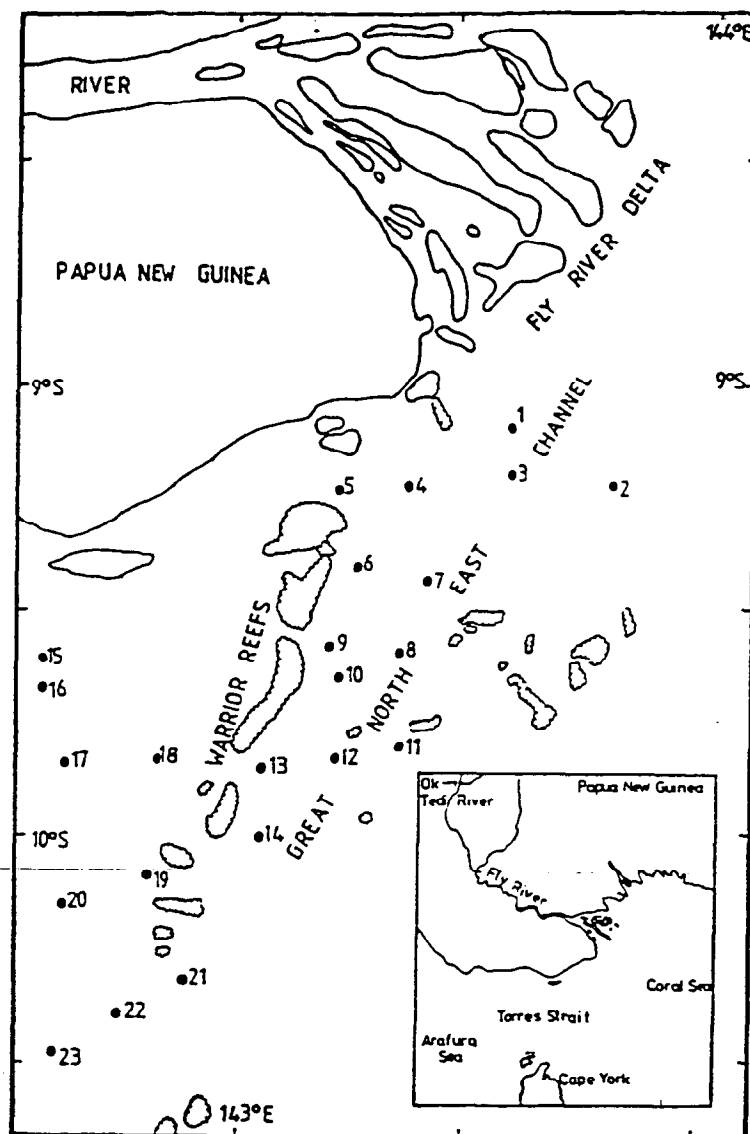 144°E
RIVER
FLY RIVER DELTA
PAPUA NEW GUINEA
9°S
9°S
CHANNEL
1
3
2
5
4
6
7
EAST
WARRIOR REEFS
15
9
8
16
10
NORTH
17
18
13
12
11
GREAT
14
10°S
19
20
21
22
23
143°E
Ok
Tedi River
Papua New Guinea
Fly River
Coral Sea
Torres Strait
Arafura
Sea
Cape York